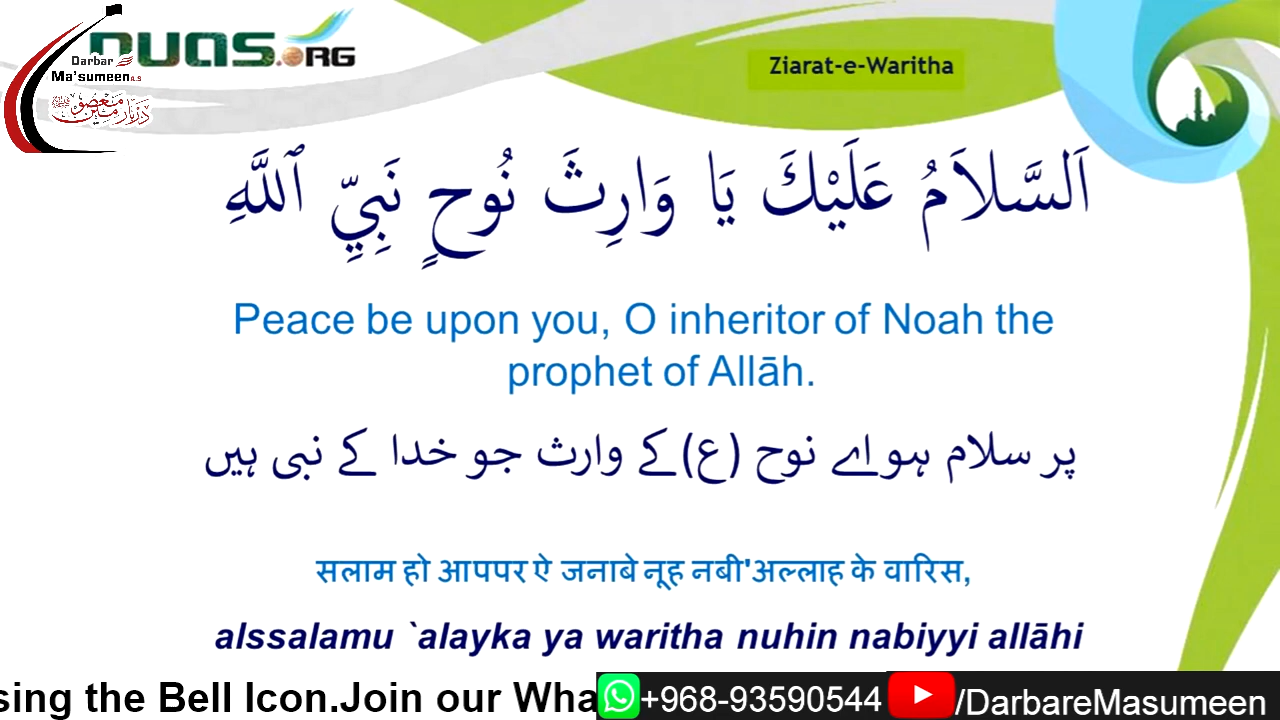 DUAS.ORG
Darbar
Ma'sumeen A.S
دربار معصومین
Ziarat-e-Waritha
اَلسَّلاَمُ عَلَيْكَ يَا وَارِثَ نُوحٍ نَبِيِّ ٱللَّهِ
Peace be upon you, O inheritor of Noah the
prophet of Allāh.
پر سلام ہو اے نوح (ع) کے وارث جو خدا کے نبی ہیں
सलाम हो आपपर ऐ जनाबे नूह नबी'अल्लाह के वारिस,
alssalamu `alayka ya waritha nuhin nabiyyi allāhi
sing the Bell Icon.Join our Wha
+968-93590544
/DarbareMasumeen